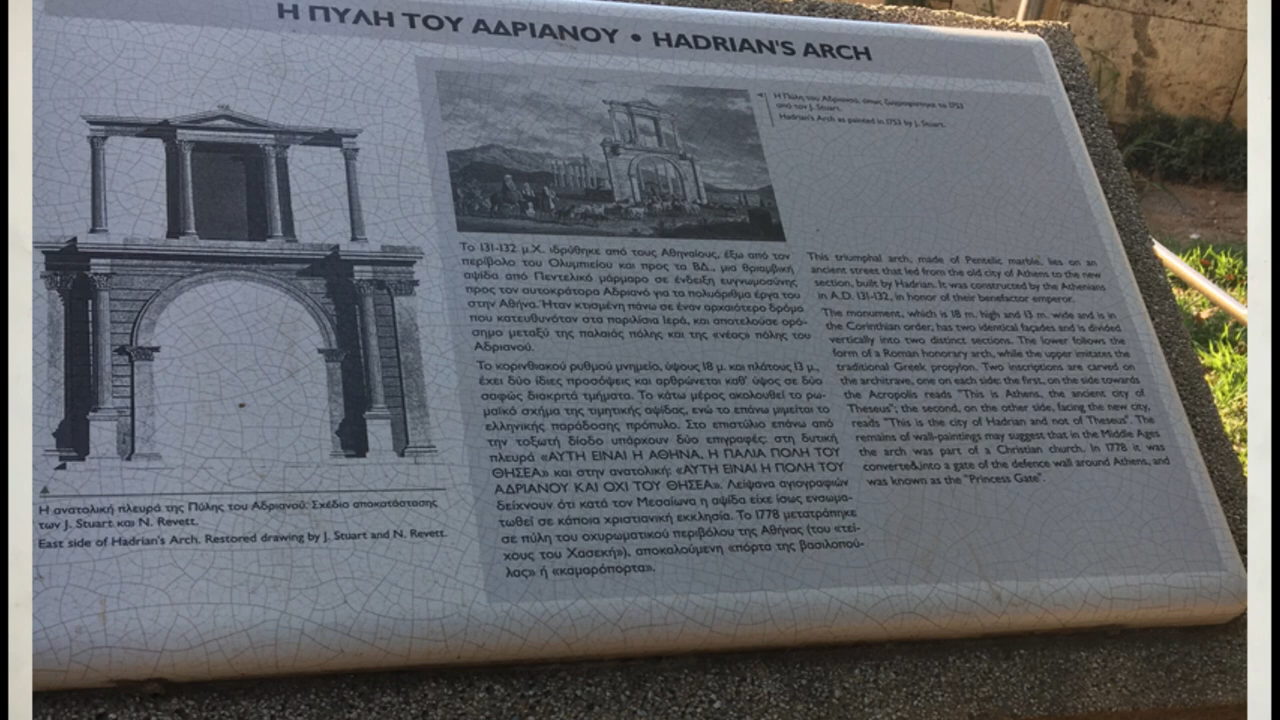 Η ΠΥΛΗ ΤΟΥ ΑΔΡΙΑΝΟΥ • HADRIAN'S ARCH
Η Πύλη του Αδριανού, όπως ζωγραφίστηκε το 1753
από τον J. Stuart.
Hadrian's Arch as painted in 1753 by J. Stuart.
Το 131-132 μ.Χ. ιδρύθηκε από τους Αθηναίους, έξω από τον
περίβολο του Ολυμπιείου και προς τα ΒΔ., μια θριαμβική
αψίδα από Πεντελικό μάρμαρο σε ένδειξη ευγνωμοσύνης
προς τον αυτοκράτορα Αδριανό για τα πολυάριθμα έργα του
στην Αθήνα. Ήταν κτισμένη πάνω σε έναν αρχαιότερο δρόμο
που κατευθυνόταν στα παριλίσια Ιερά, και αποτελούσε ορό-
σημο μεταξύ της παλαιάς πόλης και της «νέας» πόλης του
Αδριανού.
Το κορινθιακού ρυθμού μνημείο, ύψους 18 μ. και πλάτους 13 μ.,
έχει δύο ίδιες προσόψεις και αρθρώνεται καθ' ύψος σε δύο
σαφώς διακριτά τμήματα. Το κάτω μέρος ακολουθεί το ρω-
μαϊκό σχήμα της τιμητικής αψίδας, ενώ το επάνω μιμείται το
ελληνικής παράδοσης πρόπυλο. Στο επιστύλιο επάνω από
την τοξωτή δίοδο υπάρχουν δύο επιγραφές: στη δυτική
πλευρά «ΑΥΤΗ ΕΙΝΑΙ Η ΑΘΗΝΑ, Η ΠΑΛΙΑ ΠΟΛΗ ΤΟΥ
ΘΗΣΕΑ» και στην ανατολική: «ΑΥΤΗ ΕΙΝΑΙ Η ΠΟΛΗ ΤΟΥ
ΑΔΡΙΑΝΟΥ ΚΑΙ ΟΧΙ ΤΟΥ ΘΗΣΕΑ». Λείψανα αγιογραφιών
δείχνουν ότι κατά τον Μεσαίωνα η αψίδα είχε ίσως ενσωμα-
τωθεί σε κάποια χριστιανική εκκλησία. Το 1778 μετατράπηκε
σε πύλη του οχυρωματικού περιβόλου της Αθήνας (του «τεί-
χους του Χασεκή»), αποκαλούμενη «πόρτα της βασιλοπού-
λας» ή «καμαρόπορτα».
This triumphal arch, made of Pentelic marble, lies on an
ancient street that led from the old city of Athens to the new
section, built by Hadrian. It was constructed by the Athenians
in A.D. 131-132, in honor of their benefactor emperor.
The monument, which is 18 m. high and 13 m. wide and is in
the Corinthian order, has two identical façades and is divided
vertically into two distinct sections. The lower follows the
form of a Roman honorary arch, while the upper imitates the
traditional Greek propylon. Two inscriptions are carved on
the architrave, one on each side: the first, on the side towards
the Acropolis reads "This is Athens, the ancient city of
Theseus"; the second, on the other side, facing the new city,
reads "This is the city of Hadrian and not of Theseus". The
remains of wall-paintings may suggest that in the Middle Ages
the arch was part of a Christian church. In 1778 it was
converted into a gate of the defence wall around Athens, and
was known as the "Princess Gate".
Η ανατολική πλευρά της Πύλης του Αδριανού: Σχέδιο αποκατάστασης
των J. Stuart και N. Revett.
East side of Hadrian's Arch. Restored drawing by J. Stuart and N. Revett.